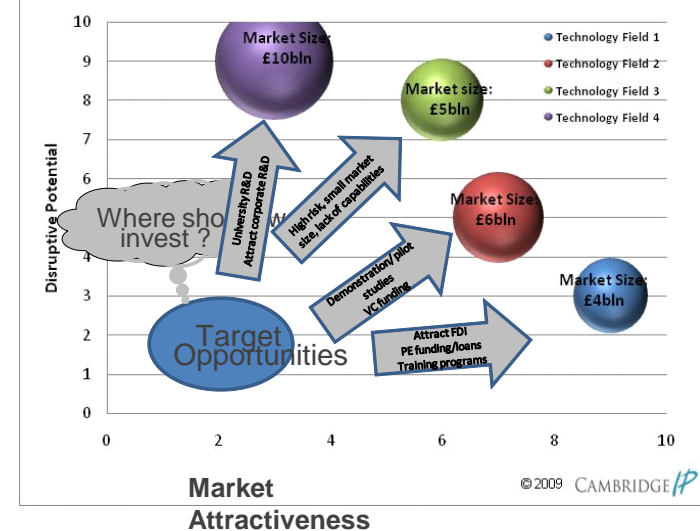 10
9
8
7
6
4
3
2
1
0
0
2
4
6
8
10
Disruptive Potential
Market
Attractiveness
Market Size:
£10bln
Market size:
£5bln
Market Size:
£6bln
Market Size:
£4bln
Technology Field 1
Technology Field 2
Technology Field 3
Technology Field 4
Where sho w
invest ?
Target
Opportunities
University R&D
Attract corporate R&D
High risk, small market
size, lack of capabilities
Demonstration/pilot
studies
VC funding
Attract FDI
PE funding/loans
Training programs
© 2009 CAMBRIDGE IP